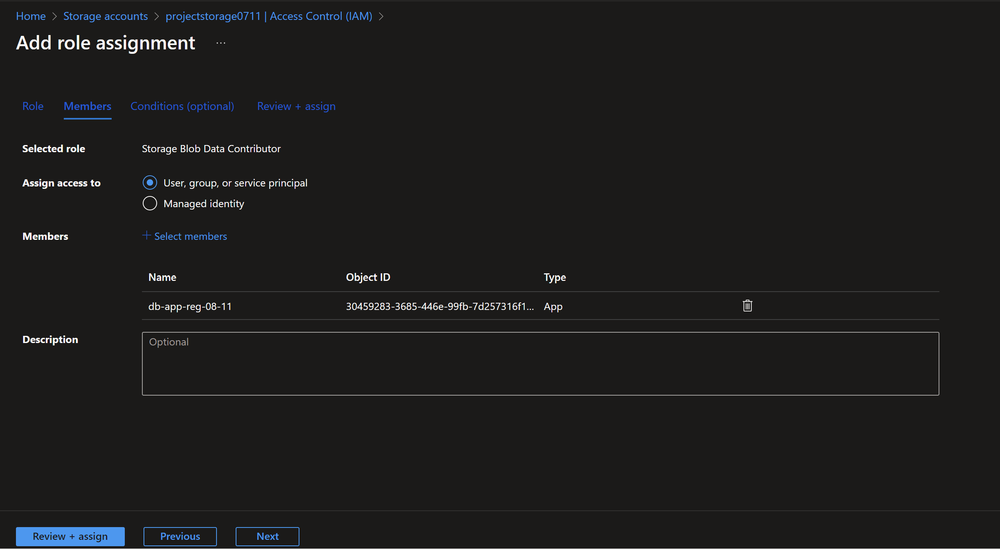 Home > Storage accounts > projectstorage0711 | Access Control (IAM) >
Add role assignment ...
Role Members Conditions (optional) Review + assign
Selected role Storage Blob Data Contributor
Assign access to User, group, or service principal
Managed identity
Members + Select members
Name Object ID Type
db-app-reg-08-11 30459283-3685-446e-99fb-7d257316f1... App
Description Optional
Review + assign Previous Next